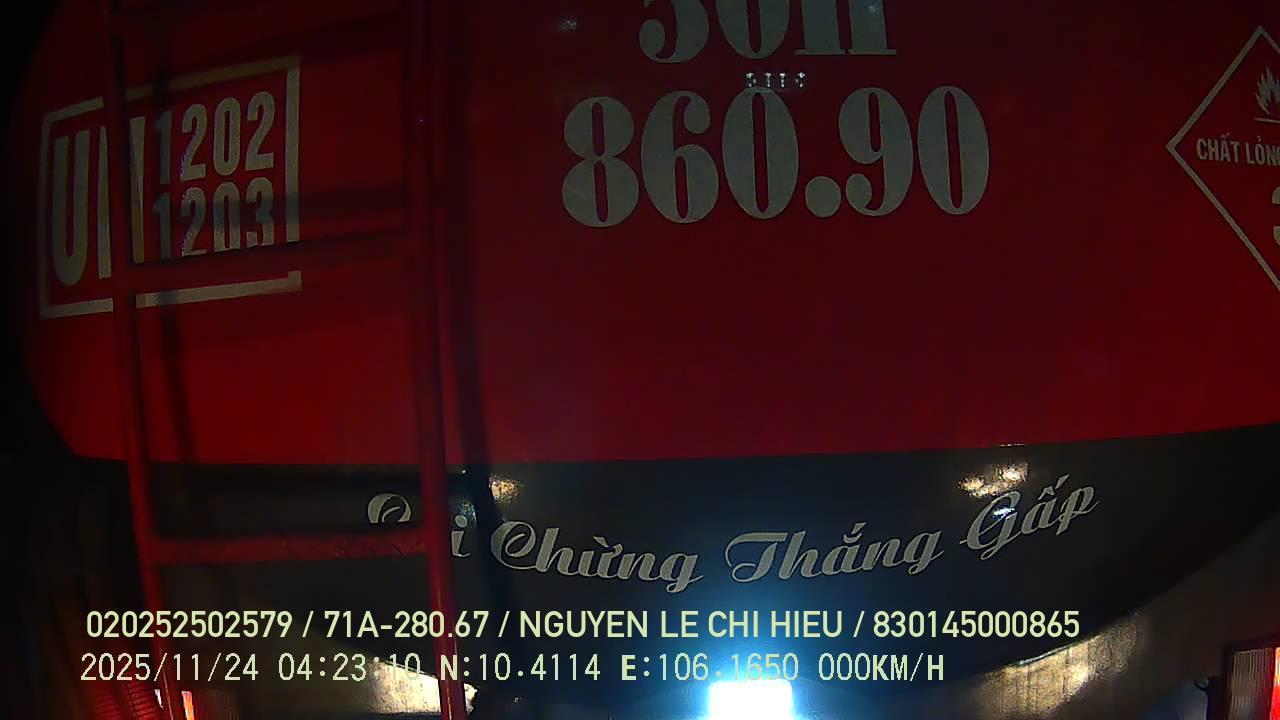 UN
1202
1203
860.90
CHẤT LỎNG
Coi Chừng Thắng Gấp
020252502579 / 71A-280.67 / NGUYEN LE CHI HIEU / 830145000865
2025/11/24 04:23:10 N:10.4114 E:106.1650 000KM/H